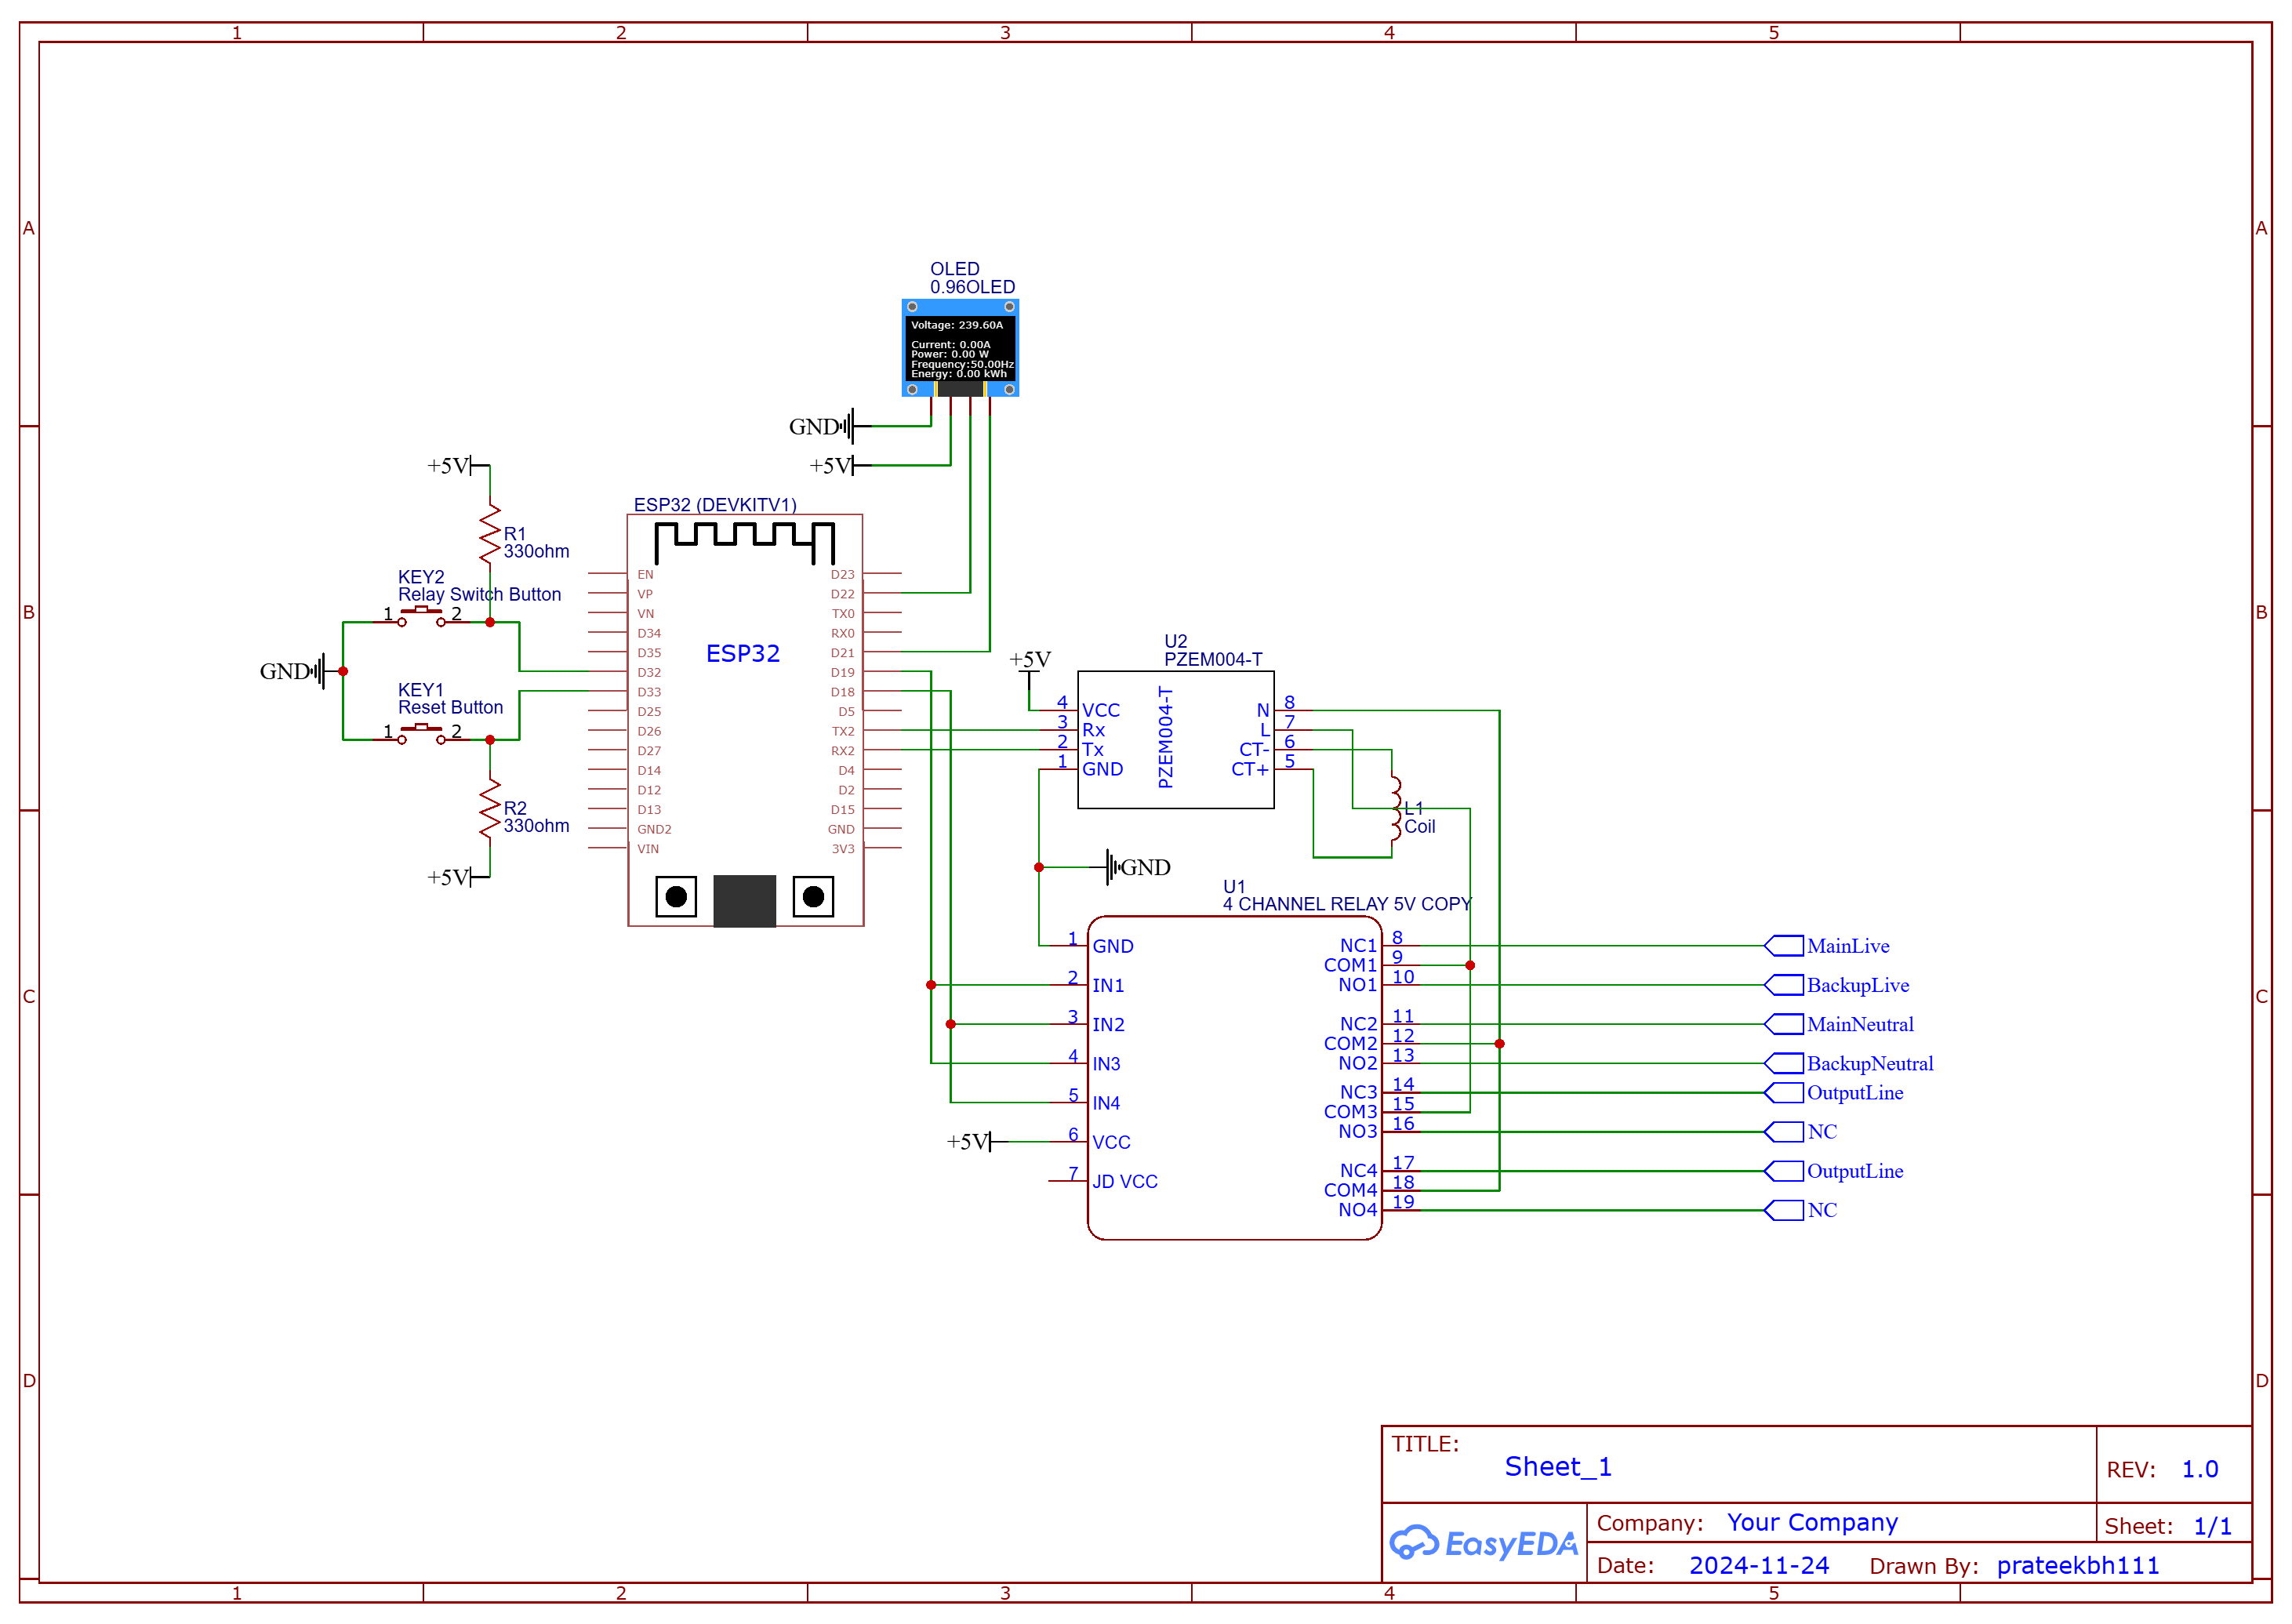 1 2 3 4 5
A
A
B
B
C
C
D
D
OLED
0.96OLED
Voltage: 239.60A
Current: 0.00A
Power: 0.00 W
Frequency:50.00Hz
Energy: 0.00 kWh
GND
+5V
+5V
R1
330ohm
KEY2
Relay Switch Button
1 2
GND
KEY1
Reset Button
1 2
R2
330ohm
+5V
ESP32 (DEVKITV1)
ESP32
EN
VP
VN
D34
D35
D32
D33
D25
D26
D27
D14
D12
D13
GND2
VIN
D23
D22
TX0
RX0
D21
D19
D18
D5
TX2
RX2
D4
D2
D15
GND
3V3
U2
PZEM004-T
+5V
PZEM004-T
4 VCC
3 Rx
2 Tx
1 GND
N 8
L 7
CT- 6
CT+ 5
L1
Coil
GND
U1
4 CHANNEL RELAY 5V COPY
1 GND
2 IN1
3 IN2
4 IN3
5 IN4
+5V
6 VCC
7 JD VCC
NC1 8 MainLive
COM1 9
NO1 10 BackupLive
NC2 11 MainNeutral
COM2 12
NO2 13 BackupNeutral
NC3 14 OutputLine
COM3 15
NO3 16 NC
NC4 17 OutputLine
COM4 18
NO4 19 NC
TITLE:
Sheet_1
REV: 1.0
EasyEDA
Company: Your Company
Sheet: 1/1
Date: 2024-11-24 Drawn By: prateekbh111
1 2 3 4 5